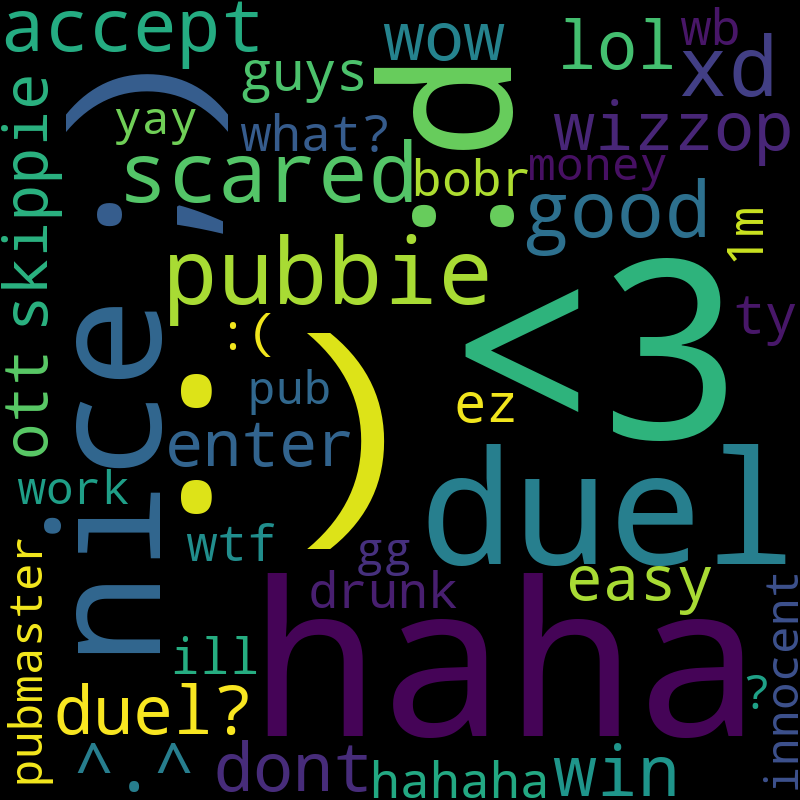 accept
wow
lol
wb
xd
guys
:d
;)
yay
what?
wizzop
scared
bobr
money
skippie
good
1m
pubbie
<3
ty
:(
nice
:)
pub
ez
ott
enter
duel
work
wtf
gg
easy
drunk
haha
pubmaster
innocent
ill
?
duel?
^.^
dont
hahaha
win